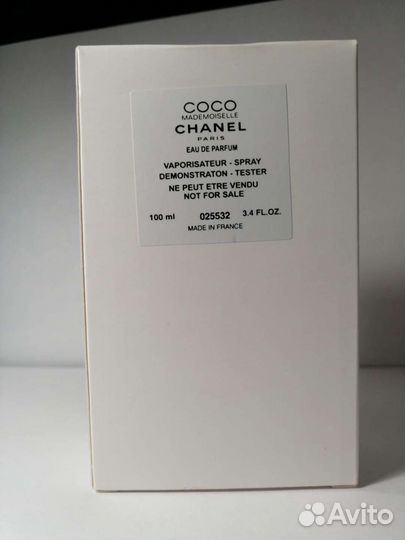 COCO
MADEMOISELLE
CHANEL
PARIS
EAU DE PARFUM
VAPORISATEUR - SPRAY
DEMONSTRATON - TESTER
NE PEUT ETRE VENDU
NOT FOR SALE
100 ml 025532 3.4 FL.OZ.
MADE IN FRANCE
Avito